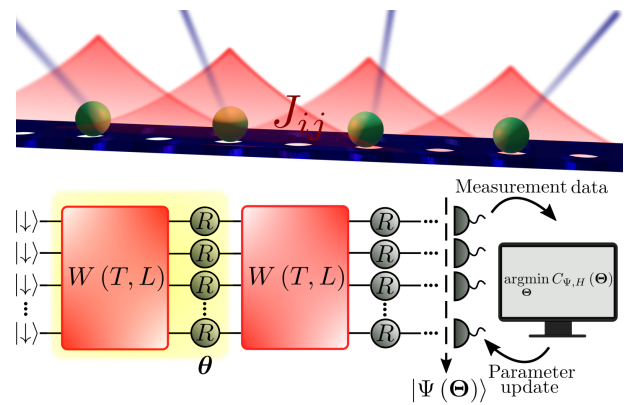 J_{ij}
Measurement data
|↓⟩ W (T, L) R W (T, L) R ···
|↓⟩ R R ···
|↓⟩ R R ···
⋮ ⋮ ⋮ ⋮
|↓⟩ R R ···
argmin C_{Ψ,H} (Θ)
Θ
θ
|Ψ (Θ)⟩
Parameter
update